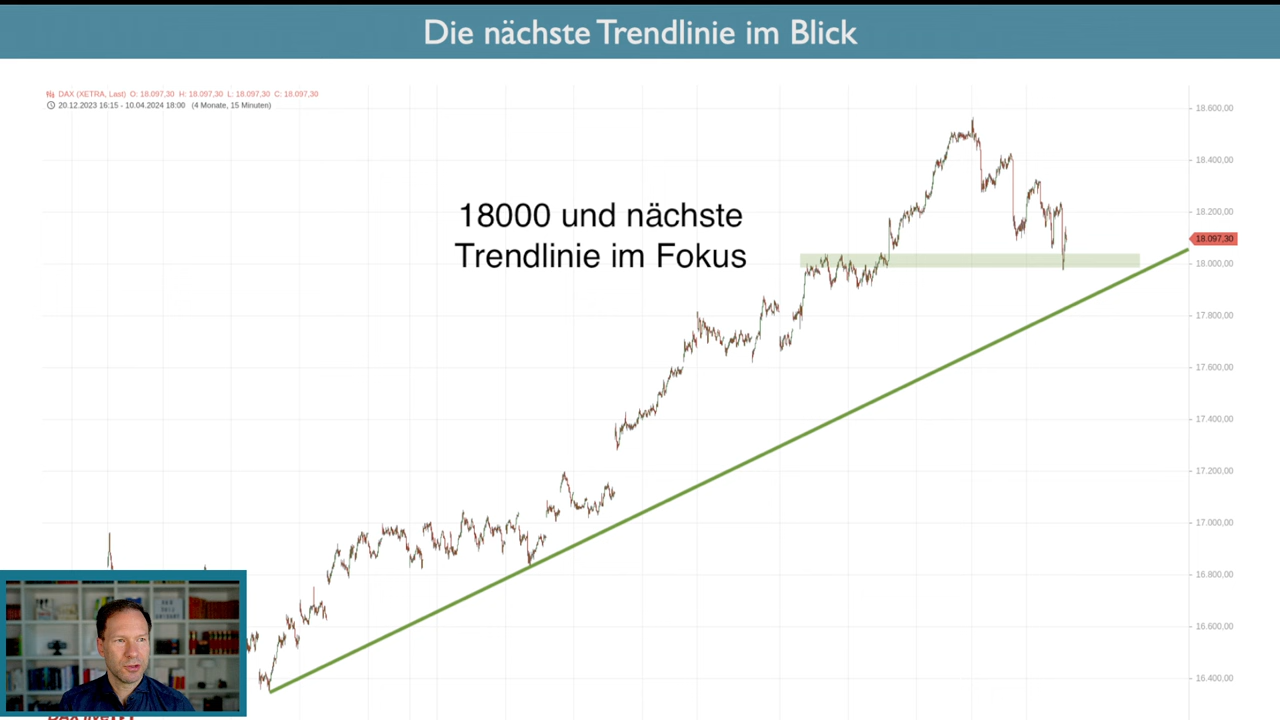 Die nächste Trendlinie im Blick
DAX (XETRA, Last) O: 18.097,30 H: 18.097,30 L: 18.097,30 C: 18.097,30
20.12.2023 16:15 - 10.04.2024 18:00 (4 Monate, 15 Minuten)
18000 und nächste
Trendlinie im Fokus
18.600,00
18.400,00
18.200,00
18.097,30
18.000,00
17.800,00
17.600,00
17.400,00
17.200,00
17.000,00
16.800,00
16.600,00
16.400,00